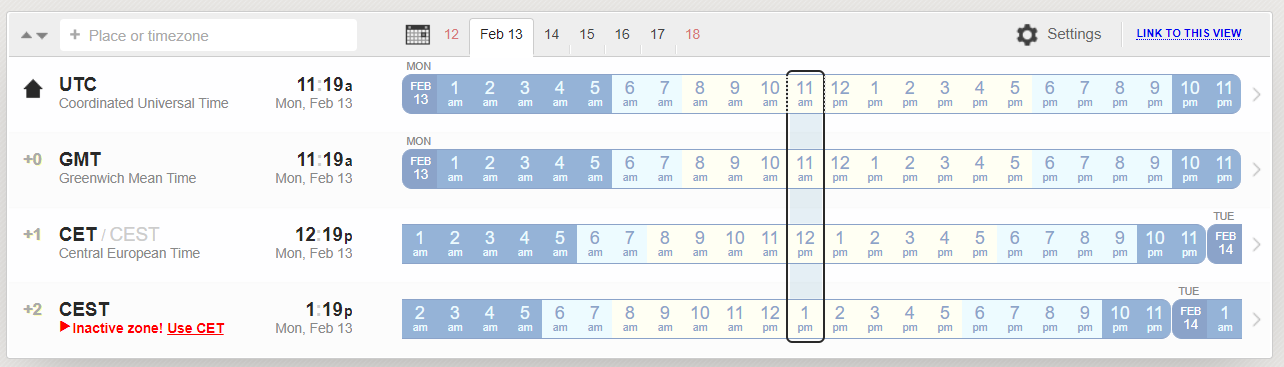 + Place or timezone 12 Feb 13 14 15 16 17 18 Settings LINK TO THIS VIEW
MON
UTC 11:19a FEB 13 1 am 2 am 3 am 4 am 5 am 6 am 7 am 8 am 9 am 10 am 11 am 12 pm 1 pm 2 pm 3 pm 4 pm 5 pm 6 pm 7 pm 8 pm 9 pm 10 pm 11 pm
Coordinated Universal Time Mon, Feb 13
MON
+0 GMT 11:19a FEB 13 1 am 2 am 3 am 4 am 5 am 6 am 7 am 8 am 9 am 10 am 11 am 12 pm 1 pm 2 pm 3 pm 4 pm 5 pm 6 pm 7 pm 8 pm 9 pm 10 pm 11 pm
Greenwich Mean Time Mon, Feb 13
TUE
+1 CET / CEST 12:19p 1 am 2 am 3 am 4 am 5 am 6 am 7 am 8 am 9 am 10 am 11 am 12 pm 1 pm 2 pm 3 pm 4 pm 5 pm 6 pm 7 pm 8 pm 9 pm 10 pm 11 pm FEB 14
Central European Time Mon, Feb 13
TUE
+2 CEST 1:19p 2 am 3 am 4 am 5 am 6 am 7 am 8 am 9 am 10 am 11 am 12 pm 1 pm 2 pm 3 pm 4 pm 5 pm 6 pm 7 pm 8 pm 9 pm 10 pm 11 pm FEB 14 1 am
Inactive zone! Use CET Mon, Feb 13